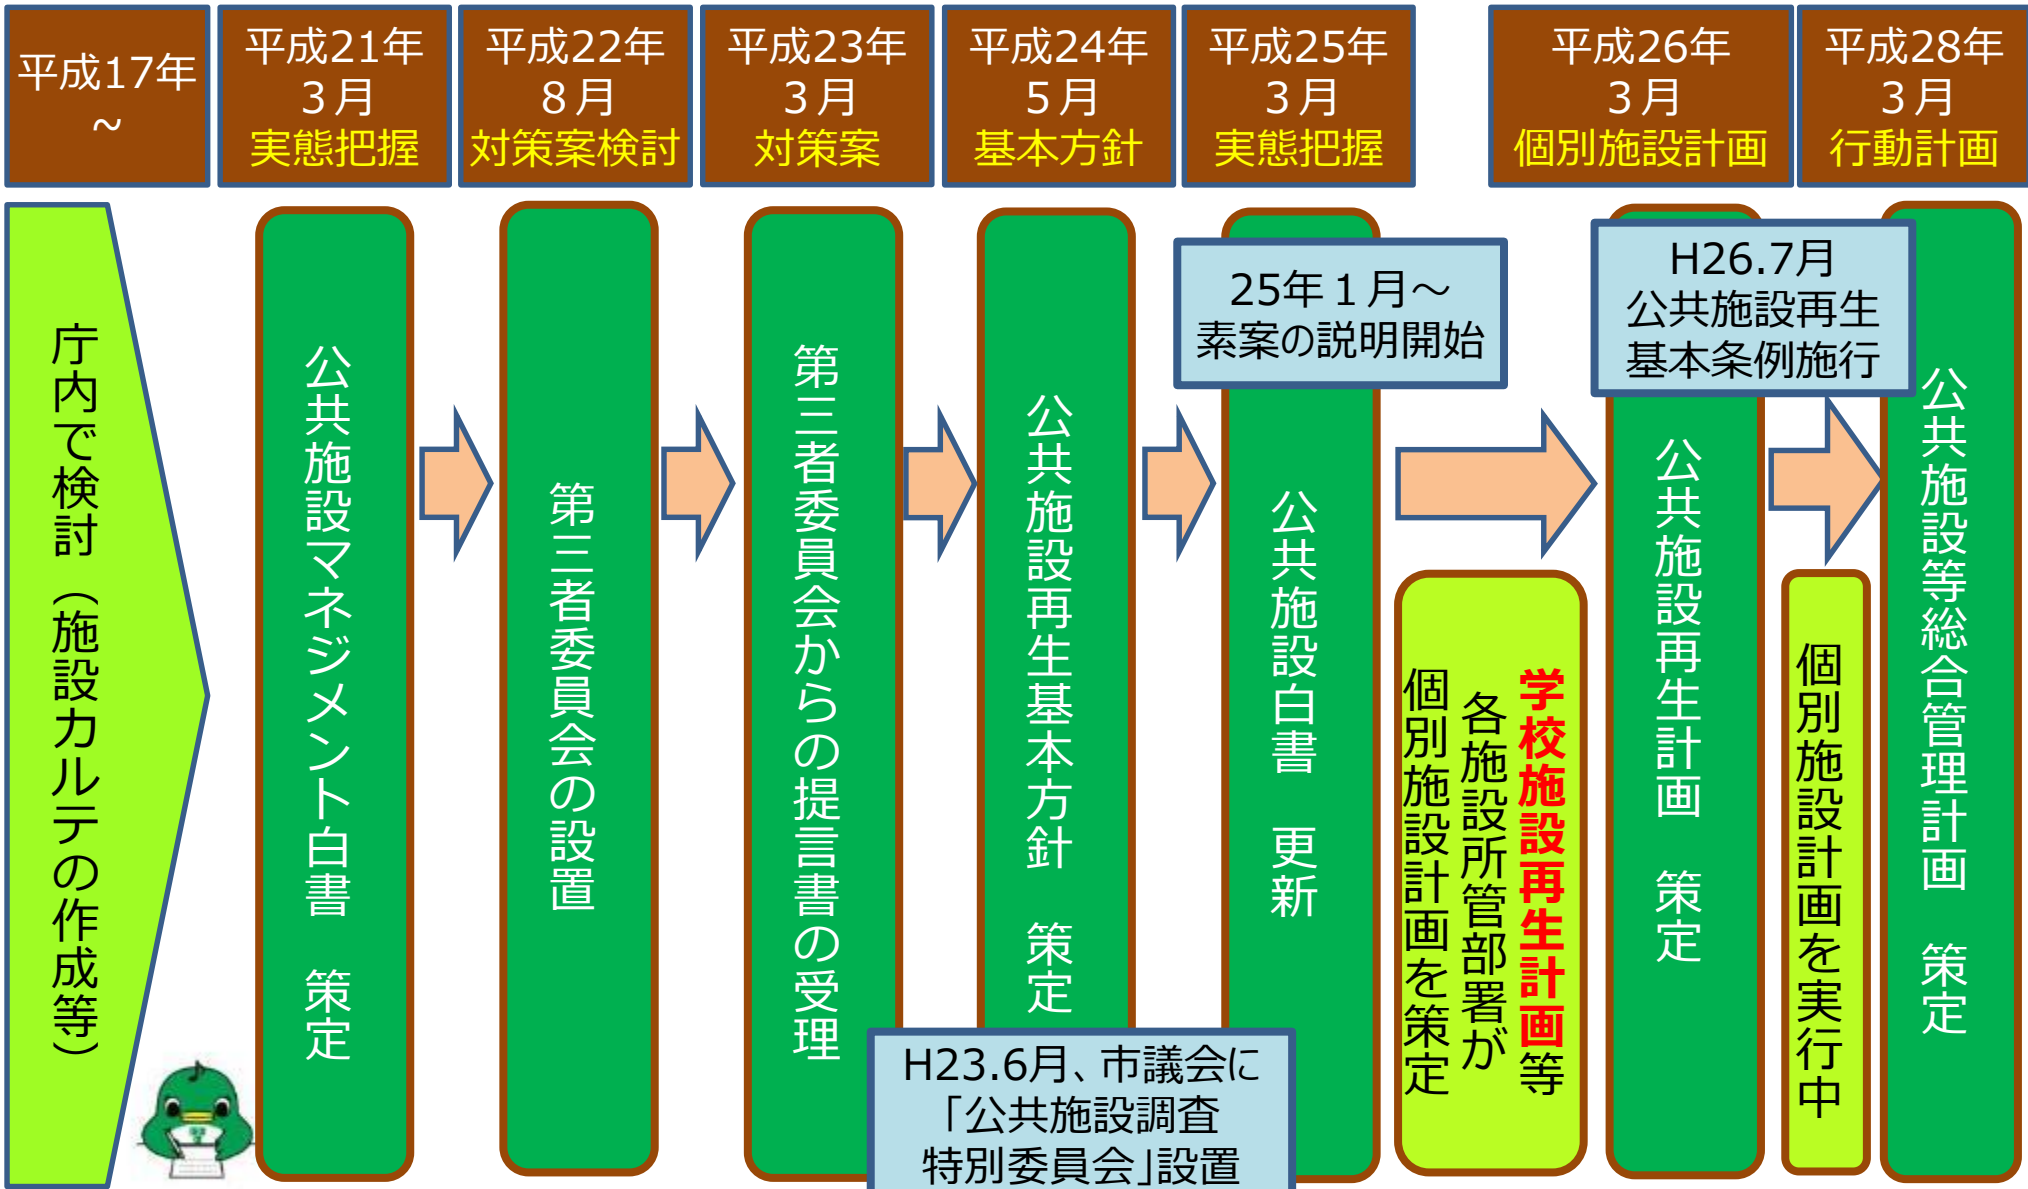 平成17年
～
平成21年
３月
実態把握
平成22年
８月
対策案検討
平成23年
３月
対策案
平成24年
５月
基本方針
平成25年
３月
実態把握
平成26年
３月
個別施設計画
平成28年
３月
行動計画
庁内で検討（施設カルテの作成等）
公共施設マネジメント白書　策定
第三者委員会の設置
第三者委員会からの提言書の受理
H23.6月、市議会に
「公共施設調査
特別委員会」設置
公共施設再生基本方針　策定
25年１月～
素案の説明開始
公共施設白書　更新
学校施設再生計画等
各施設所管部署が
個別施設計画を策定
H26.7月
公共施設再生
基本条例施行
公共施設再生計画　策定
個別施設計画を実行中
公共施設等総合管理計画　策定